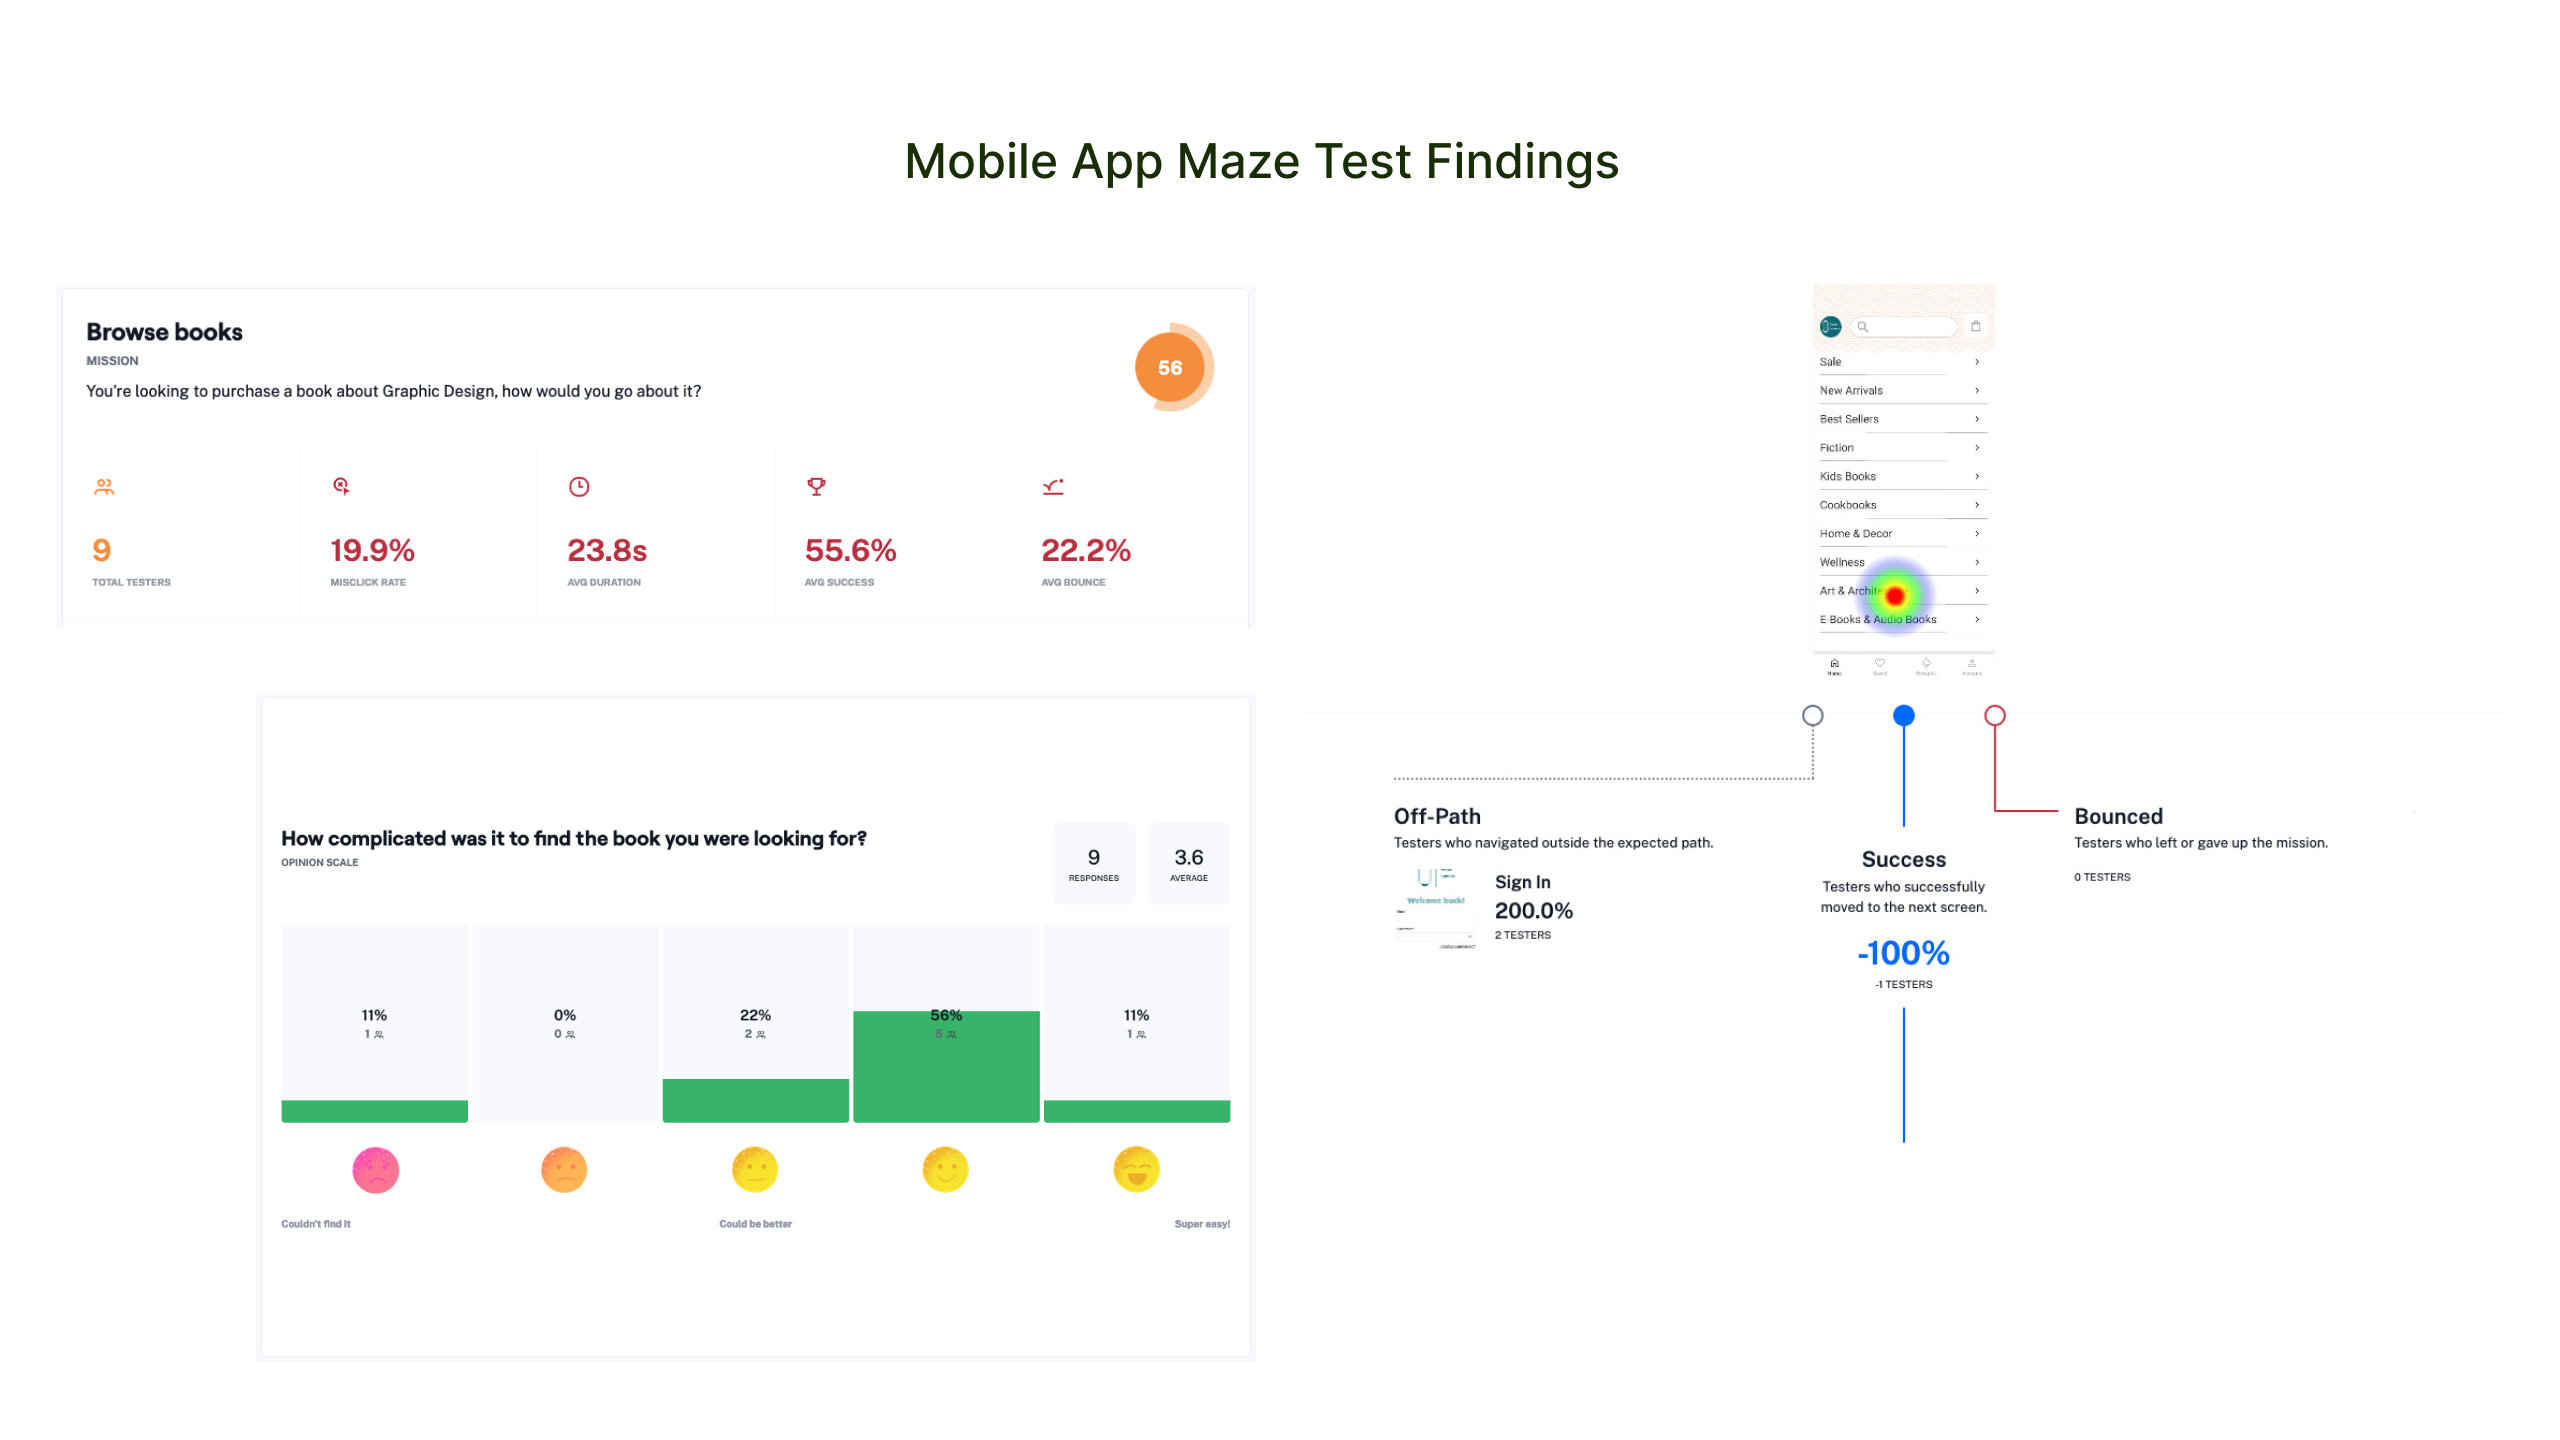 Mobile App Maze Test Findings
Browse books
MISSION
You're looking to purchase a book about Graphic Design, how would you go about it?
56
9
TOTAL TESTERS
19.9%
MISCLICK RATE
23.8s
AVG DURATION
55.6%
AVG SUCCESS
22.2%
AVG BOUNCE
How complicated was it to find the book you were looking for?
OPINION SCALE
9
RESPONSES
3.6
AVERAGE
11%
1
0%
0
22%
2
56%
5
11%
1
Couldn't find it
Could be better
Super easy!
Sale
New Arrivals
Best Sellers
Fiction
Kids Books
Cookbooks
Home & Decor
Wellness
Art &
E-Books & Audio Books
Home
Saved
Rewards
Account
Off-Path
Testers who navigated outside the expected path.
Welcome back!
Sign In
200.0%
2 TESTERS
Success
Testers who successfully
moved to the next screen.
-100%
-1 TESTERS
Bounced
Testers who left or gave up the mission.
0 TESTERS